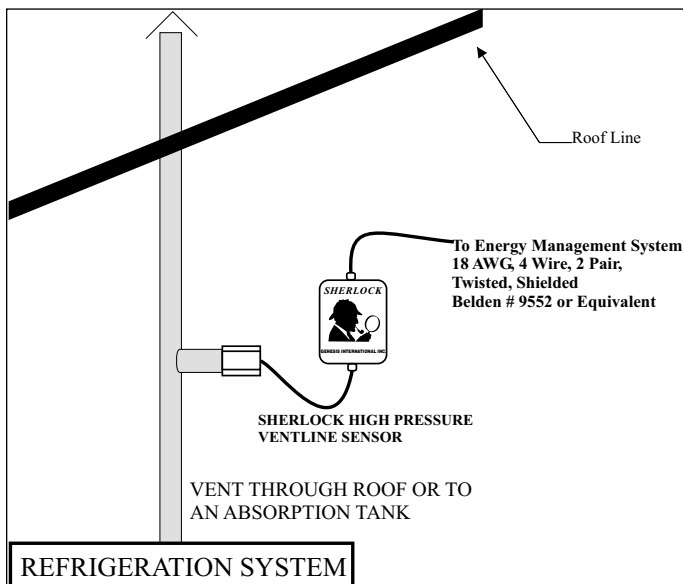 Roof Line
To Energy Management System
18 AWG, 4 Wire, 2 Pair,
Twisted, Shielded
Belden # 9552 or Equivalent
SHERLOCK
GENESIS INTERNATIONAL INC.
SHERLOCK HIGH PRESSURE
VENTLINE SENSOR
VENT THROUGH ROOF OR TO
AN ABSORPTION TANK
REFRIGERATION SYSTEM